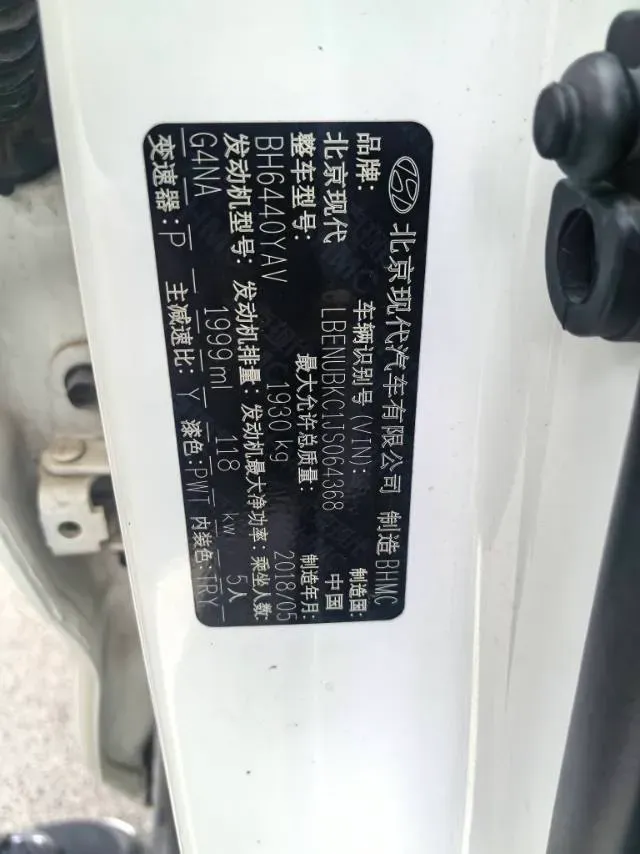 北京现代汽车有限公司 制造 BHMC
品牌: 车辆识别号(VIN): 制造国:
北京现代 LBENUBKC1JS064368 中国
整车型号: 最大允许总质量: 制造年月:
BH6440YAV 1930 kg 2018/05
发动机型号: 发动机排量: 发动机最大净功率: 乘坐人数:
G4NA 1999 ml 118 kw 5人
变速器: P 主减速比: Y 漆色: PWT 内装色: TRY